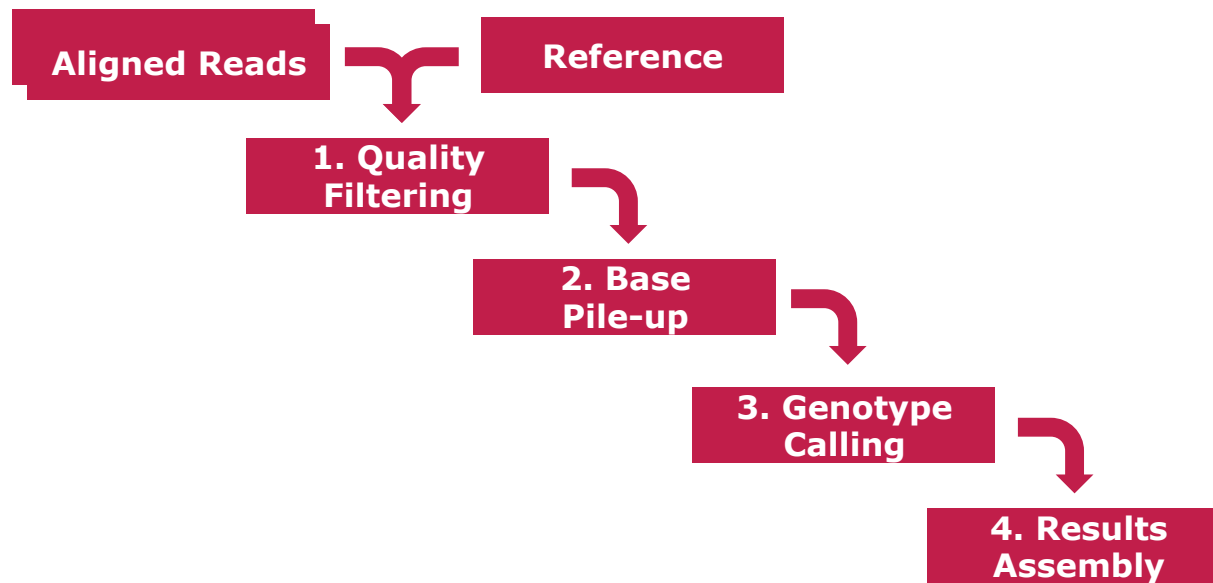 Aligned Reads
Reference
1. Quality
Filtering
2. Base
Pile-up
3. Genotype
Calling
4. Results
Assembly